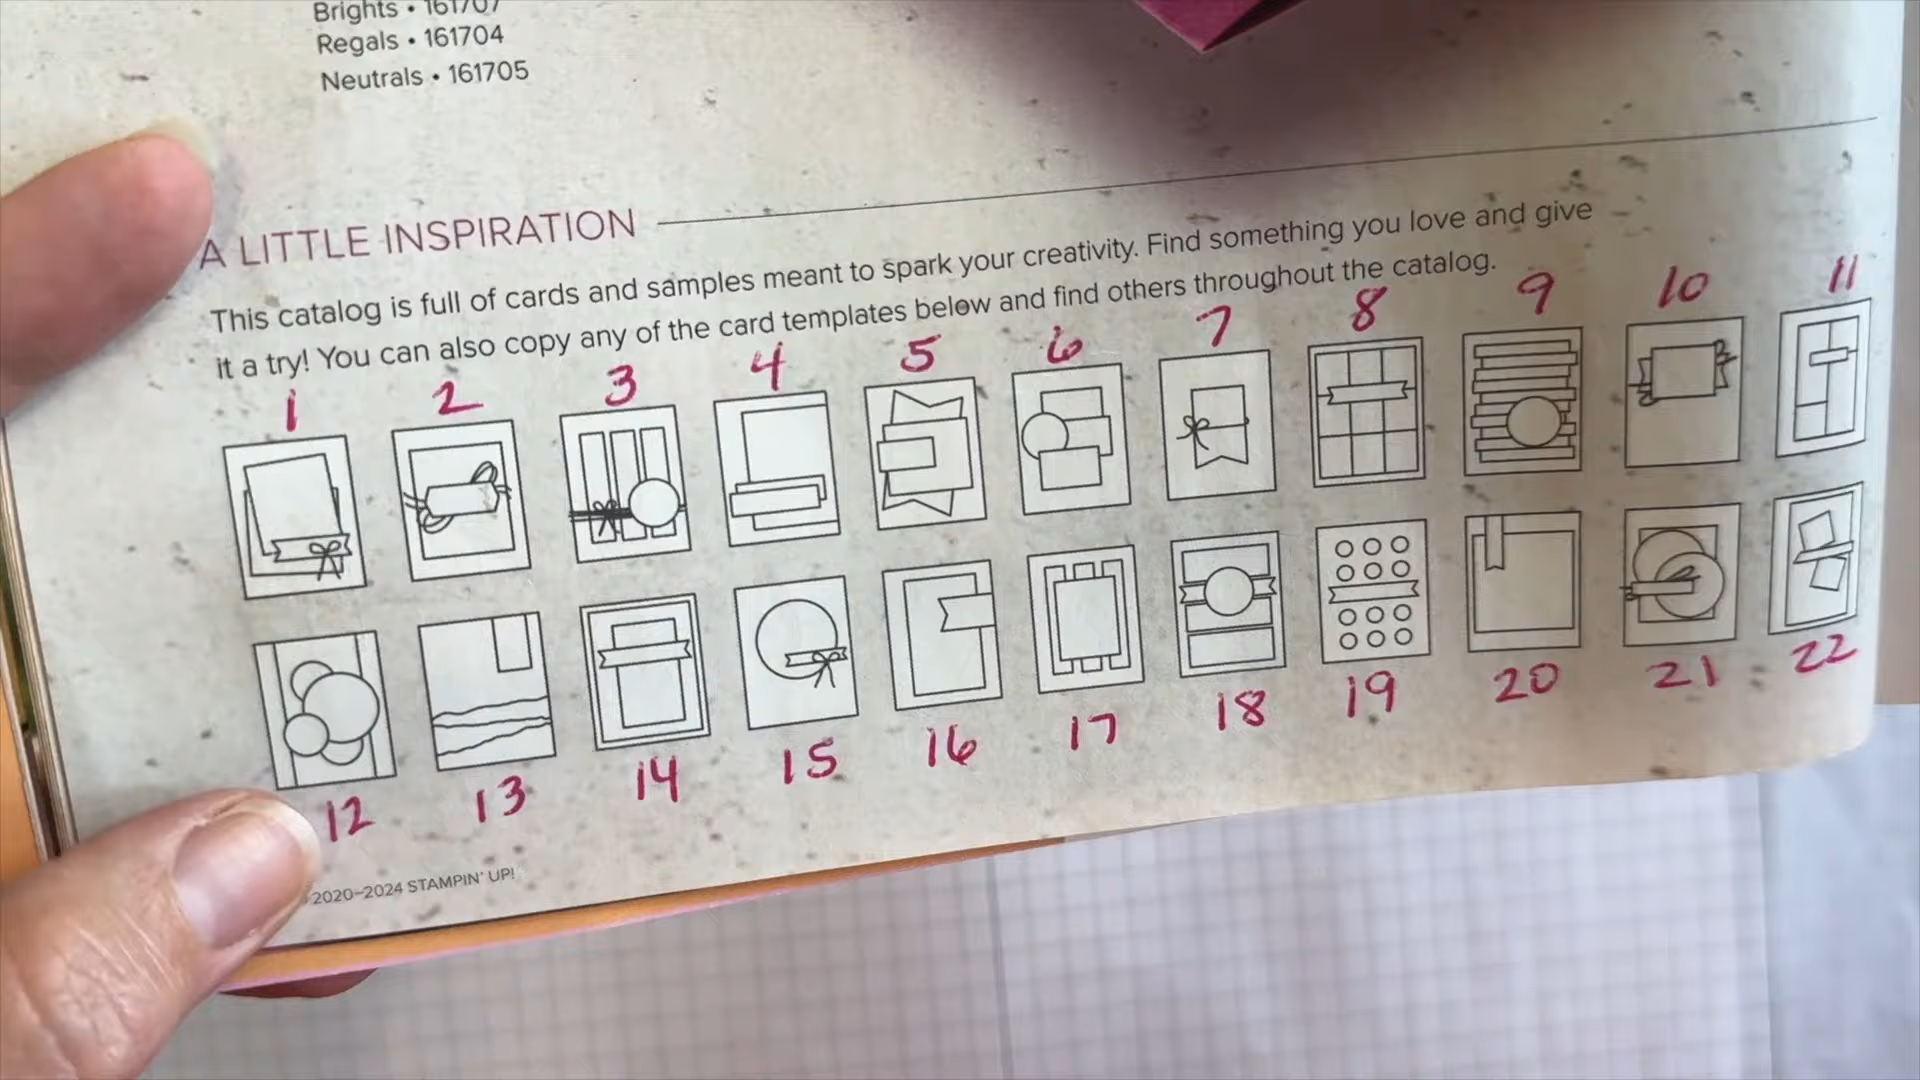 Brights • 161707
Regals • 161704
Neutrals • 161705
A LITTLE INSPIRATION
This catalog is full of cards and samples meant to spark your creativity. Find something you love and give
it a try! You can also copy any of the card templates below and find others throughout the catalog.
1 2 3 4 5 6 7 8 9 10 11
12 13 14 15 16 17 18 19 20 21 22
2020–2024 STAMPIN' UP!